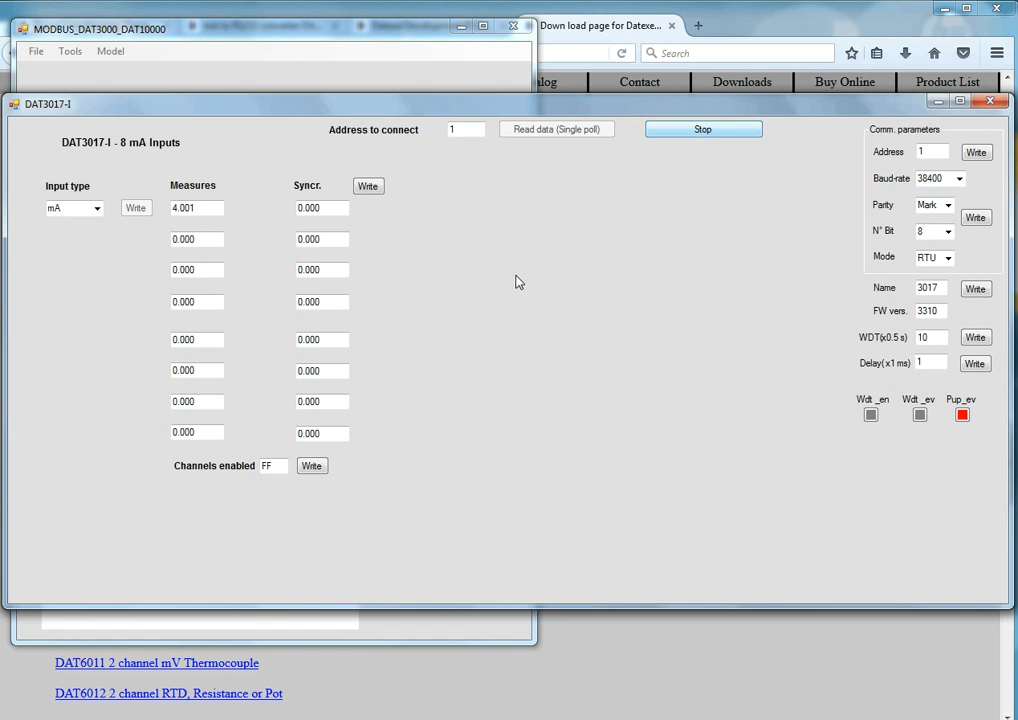 MODBUS_DAT3000_DAT10000
Down load page for Datexe...
File Tools Model
Search
alog Contact Downloads Buy Online Product List
DAT3017-I
DAT3017-I - 8 mA Inputs
Address to connect 1 Read data (Single poll) Stop
Comm. parameters
Address 1 Write
Baud-rate 38400
Parity Mark
Write
N° Bit 8
Mode RTU
Name 3017 Write
FW vers. 3310
WDT(x0.5 s) 10 Write
Delay( x1 ms) 1 Write
Wdt _en Wdt _ev Pup_ev
Input type Measures Syncr. Write
mA Write 4.001 0.000
0.000 0.000
0.000 0.000
0.000 0.000
0.000 0.000
0.000 0.000
0.000 0.000
0.000 0.000
Channels enabled FF Write
DAT6011 2 channel mV Thermocouple
DAT6012 2 channel RTD, Resistance or Pot